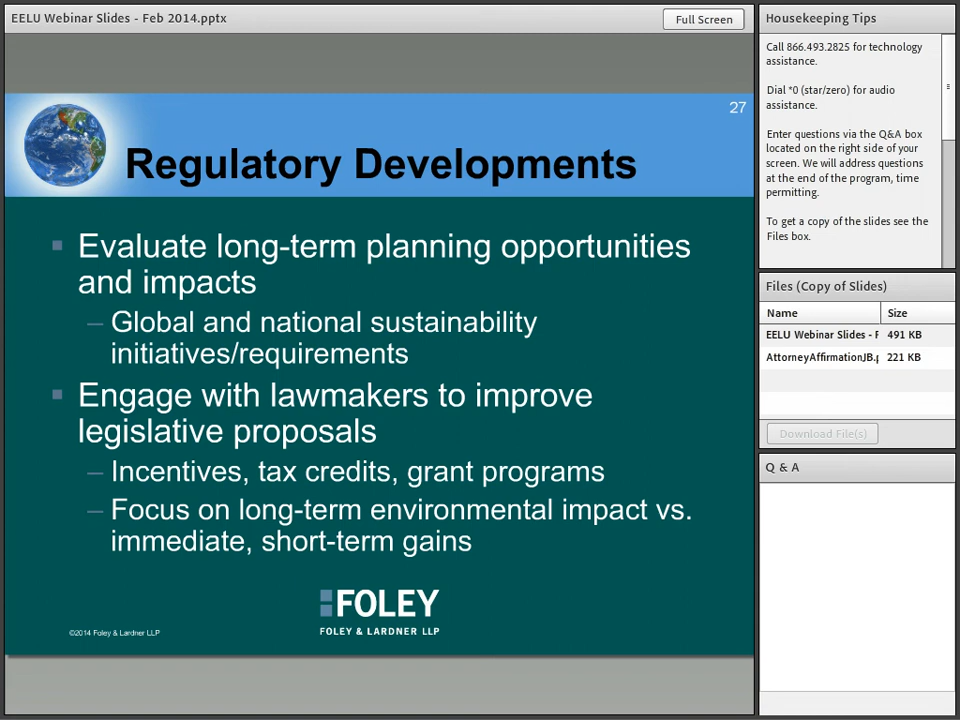 EELU Webinar Slides - Feb 2014.pptx
Full Screen
27
Regulatory Developments
▪ Evaluate long-term planning opportunities
and impacts
– Global and national sustainability
initiatives/requirements
▪ Engage with lawmakers to improve
legislative proposals
– Incentives, tax credits, grant programs
– Focus on long-term environmental impact vs.
immediate, short-term gains
FOLEY
FOLEY & LARDNER LLP
©2014 Foley & Lardner LLP
Housekeeping Tips
Call 866.493.2825 for technology
assistance.
Dial *0 (star/zero) for audio
assistance.
Enter questions via the Q&A box
located on the right side of your
screen. We will address questions
at the end of the program, time
permitting.
To get a copy of the slides see the
Files box.
Files (Copy of Slides)
Name Size
EELU Webinar Slides - F 491 KB
AttorneyAffirmationJB.p 221 KB
Download File(s)
Q & A